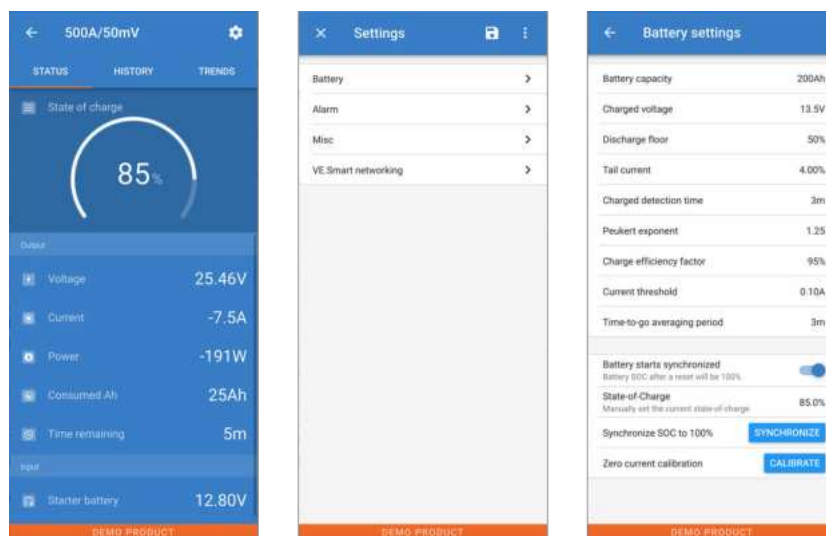 500A/50mV
STATUS HISTORY TRENDS
State of charge
85%
Output
Voltage 25.46V
Current -7.5A
Power -191W
Consumed Ah 25Ah
Time remaining 5m
Input
Starter battery 12.80V
DEMO PRODUCT
Settings
Battery
Alarm
Misc
VE.Smart networking
DEMO PRODUCT
Battery settings
Battery capacity 200Ah
Charged voltage 13.5V
Discharge floor 50%
Tail current 4.00%
Charged detection time 3m
Peukert exponent 1.25
Charge efficiency factor 95%
Current threshold 0.10A
Time-to-go averaging period 3m
Battery starts synchronized
Battery SOC after a reset will be 100%
State-of-Charge 85.0%
Manually set the current state-of-charge
Synchronize SOC to 100% SYNCHRONIZE
Zero current calibration CALIBRATE
DEMO PRODUCT